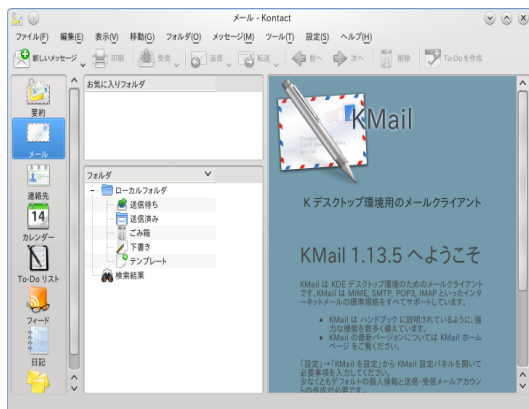 メール - Kontact
ファイル(F) 編集(E) 表示(V) 移動(G) フォルダ(O) メッセージ(M) ツール(T) 設定(S) ヘルプ(H)
新しいメッセージ 印刷 受信 返信 転送 前へ 次へ 削除 To-Do を作成
要約
メール
連絡先
14
カレンダー
To-Do リスト
フィード
日記
お気に入りフォルダ
フォルダ
ローカルフォルダ
送信待ち
送信済み
ごみ箱
下書き
テンプレート
検索結果
KMail
K デスクトップ環境用のメールクライアント
KMail 1.13.5 へようこそ
KMail は KDE デスクトップ環境のためのメールクライアント
です。KMail は MIME, SMTP, POP3, IMAP といったインタ
ーネットメールの標準規格をすべてサポートしています。
KMail は ハンドブック に説明されているように、強
力な機能を数多く備えています。
KMail の最新バージョンについては KMail ホーム
ページ をご覧ください。
「設定」→「KMail を設定」から KMail 設定パネルを開いて
必要事項を入力してください。
少なくともデフォルトの個人情報と送信・受信メールアカウン
トの作成が必要です。